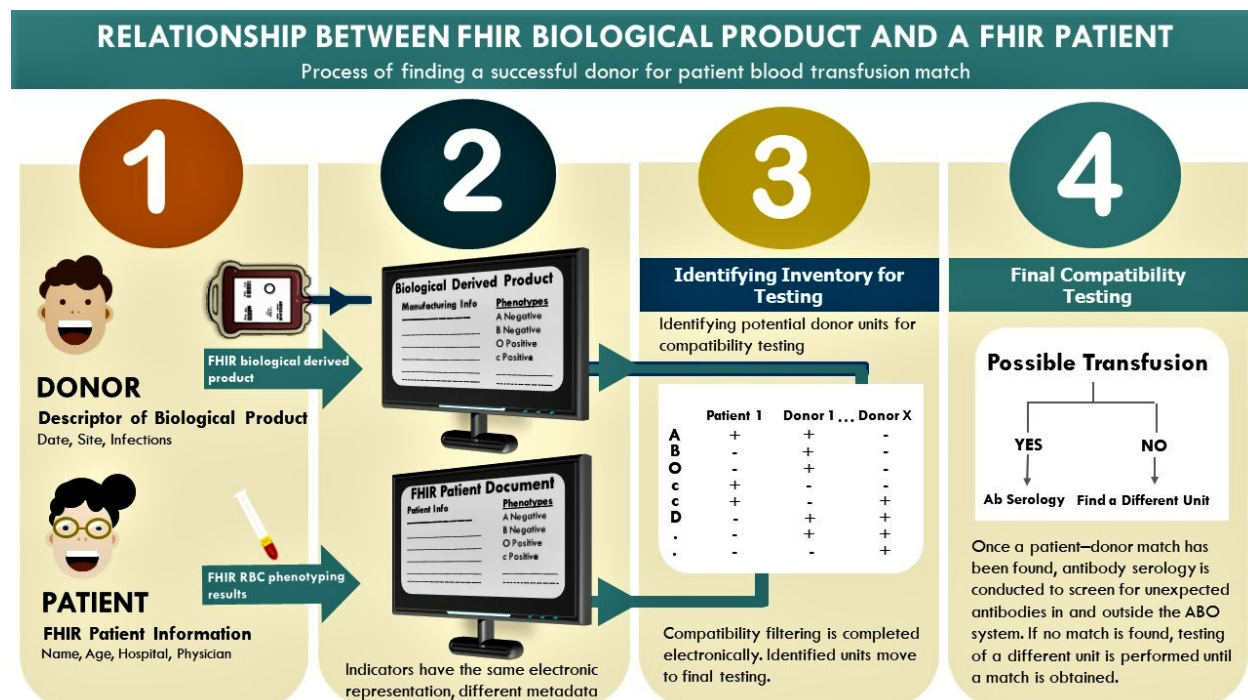 RELATIONSHIP BETWEEN FHIR BIOLOGICAL PRODUCT AND A FHIR PATIENT
Process of finding a successful donor for patient blood transfusion match
1
DONOR
Descriptor of Biological Product
Date, Site, Infections
FHIR biological derived
product
PATIENT
FHIR Patient Information
Name, Age, Hospital, Physician
FHIR RBC phenotyping
results
2
Biological Derived Product
Manufacturing Info
Phenotypes
A Negative
B Negative
O Positive
c Positive
FHIR Patient Document
Patient Info
Phenotypes
A Negative
B Negative
O Positive
c Positive
Indicators have the same electronic
representation, different metadata
3
Identifying Inventory for
Testing
Identifying potential donor units for
compatibility testing
Patient 1 Donor 1 ... Donor X
A + + -
B - + -
O - + -
c + - -
c + - +
D - + +
. - + +
. - - +
Compatibility filtering is completed
electronically. Identified units move
to final testing.
4
Final Compatibility
Testing
Possible Transfusion
YES NO
Ab Serology Find a Different Unit
Once a patient–donor match has
been found, antibody serology is
conducted to screen for unexpected
antibodies in and outside the ABO
system. If no match is found, testing
of a different unit is performed until
a match is obtained.